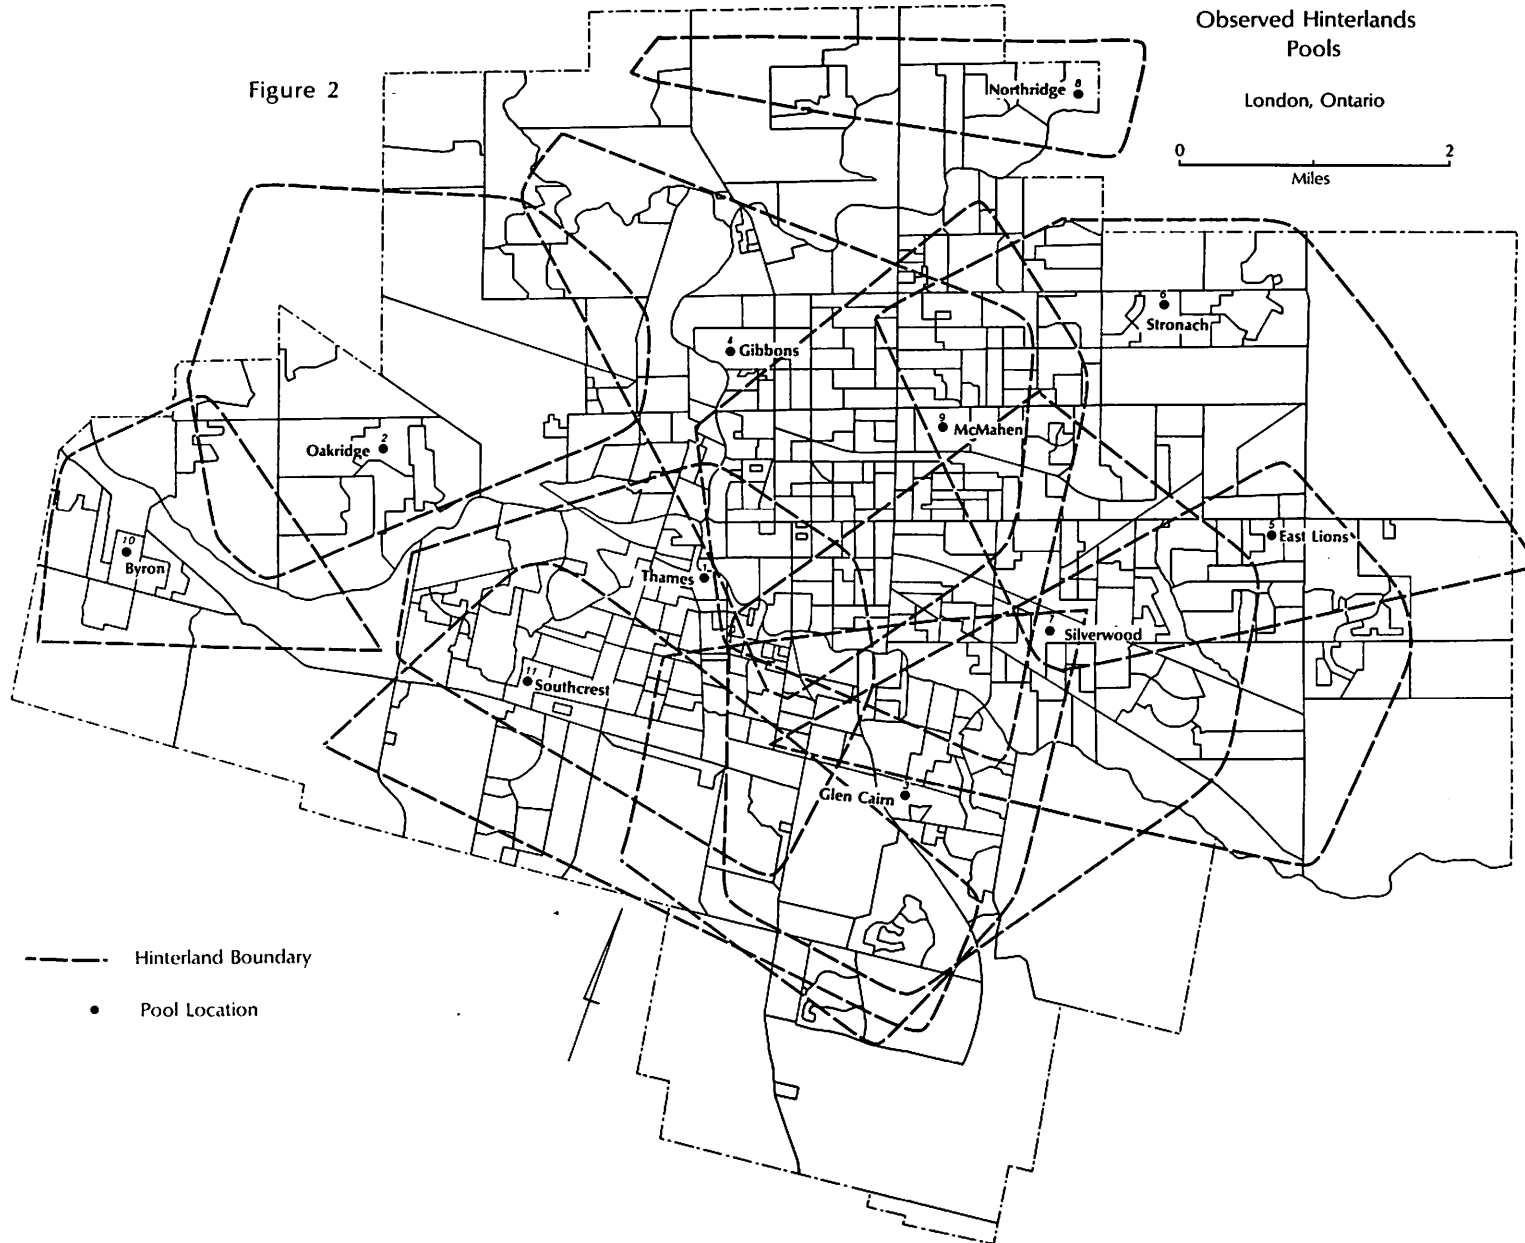 Observed Hinterlands
Pools
London, Ontario
0 2
Miles
Figure 2
8
Northridge
6
Stronach
4
Gibbons
9
McMahen
2
Oakridge
5
East Lions
10
Byron
1
Thames
7
Silverwood
11
Southcrest
3
Glen Cairn
Hinterland Boundary
Pool Location